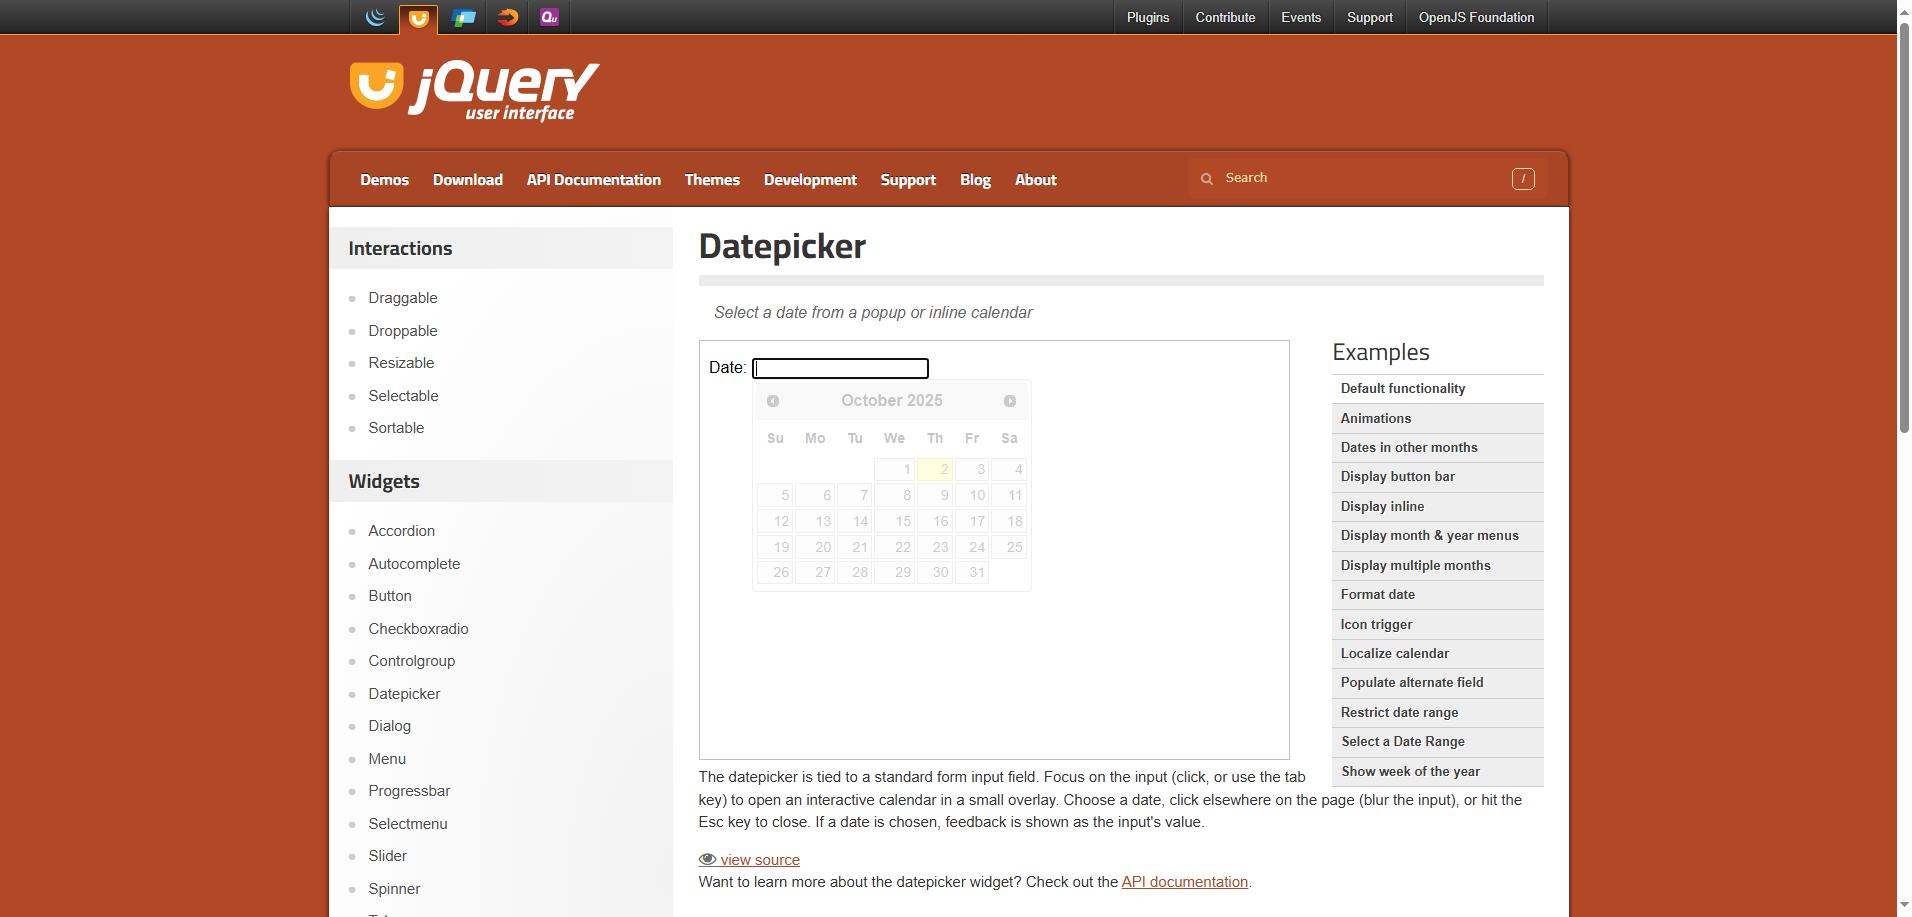 Plugins
Contribute
Events
Support
OpenJS Foundation
jQuery
user interface
Demos
Download
API Documentation
Themes
Development
Support
Blog
About
Search
/
Interactions
Draggable
Droppable
Resizable
Selectable
Sortable
Widgets
Accordion
Autocomplete
Button
Checkboxradio
Controlgroup
Datepicker
Dialog
Menu
Progressbar
Selectmenu
Slider
Spinner
Datepicker
Select a date from a popup or inline calendar
Date:
October 2025
Su Mo Tu We Th Fr Sa
1 2 3 4
5 6 7 8 9 10 11
12 13 14 15 16 17 18
19 20 21 22 23 24 25
26 27 28 29 30 31
Examples
Default functionality
Animations
Dates in other months
Display button bar
Display inline
Display month & year menus
Display multiple months
Format date
Icon trigger
Localize calendar
Populate alternate field
Restrict date range
Select a Date Range
Show week of the year
The datepicker is tied to a standard form input field. Focus on the input (click, or use the tab
key) to open an interactive calendar in a small overlay. Choose a date, click elsewhere on the page (blur the input), or hit the
Esc key to close. If a date is chosen, feedback is shown as the input's value.
view source
Want to learn more about the datepicker widget? Check out the API documentation.